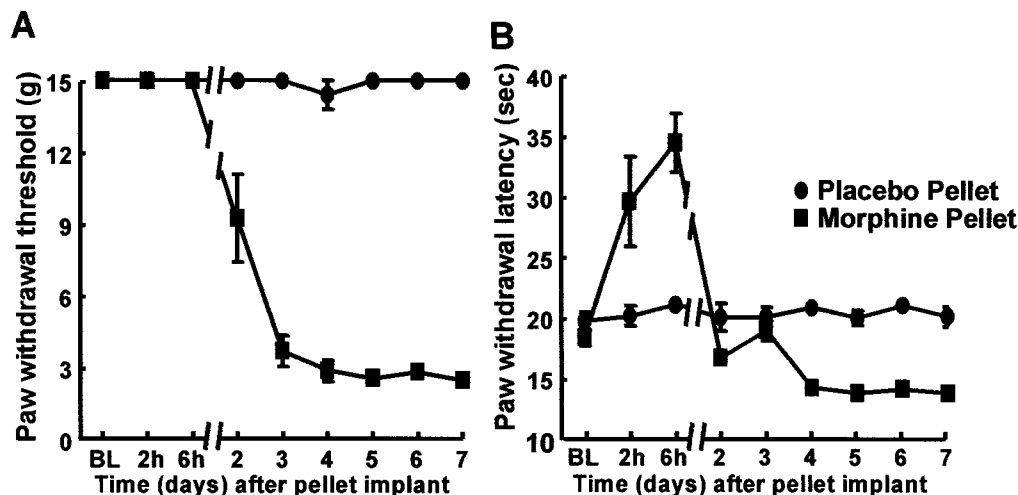 A
Paw withdrawal threshold (g)
15
12
9
6
3
0
BL 2h 6h 2 3 4 5 6 7
Time (days) after pellet implant
B
Paw withdrawal latency (sec)
40
35
30
25
20
15
10
BL 2h 6h 2 3 4 5 6 7
Time (days) after pellet implant
Placebo Pellet
Morphine Pellet